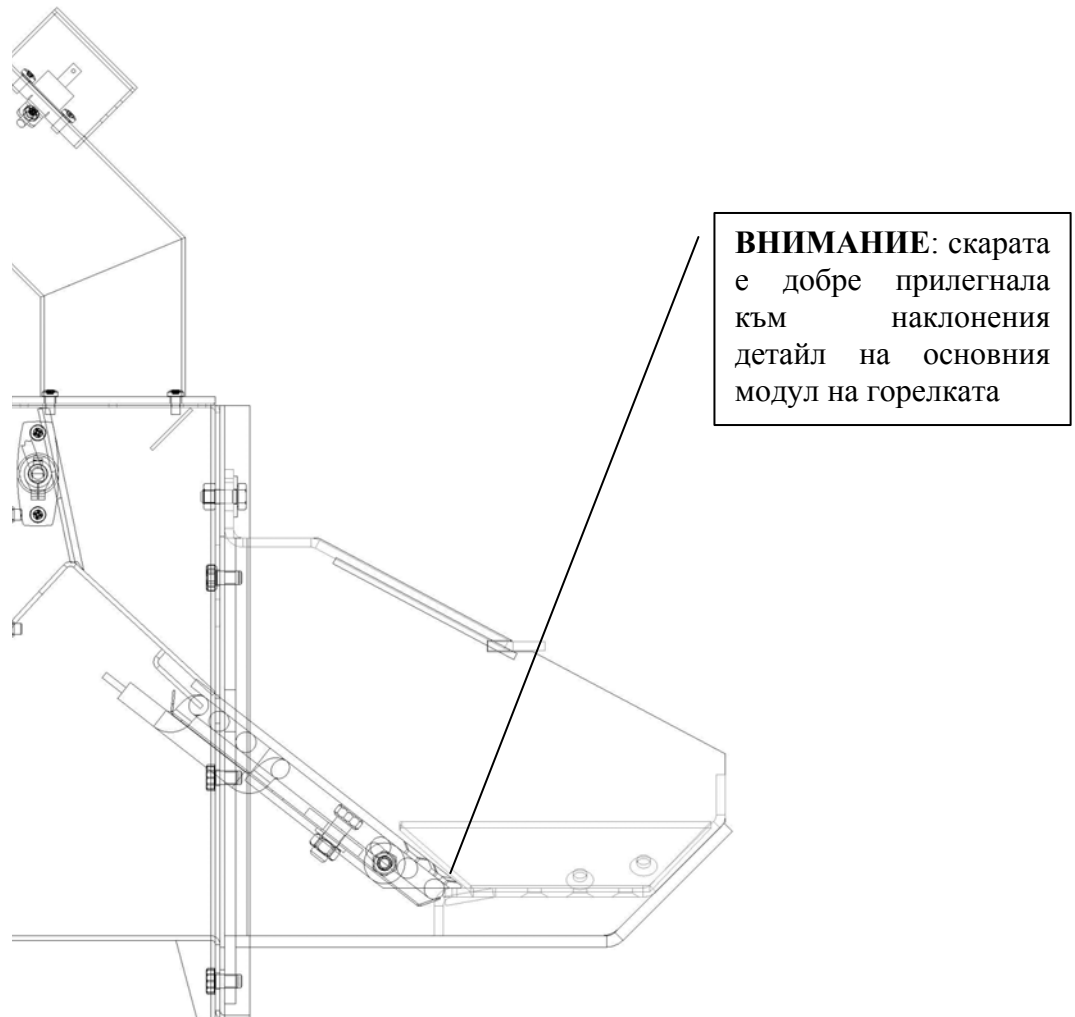 ВНИМАНИЕ: скарата
е добре прилегнала
към наклонения
детайл на основния
модул на горелката